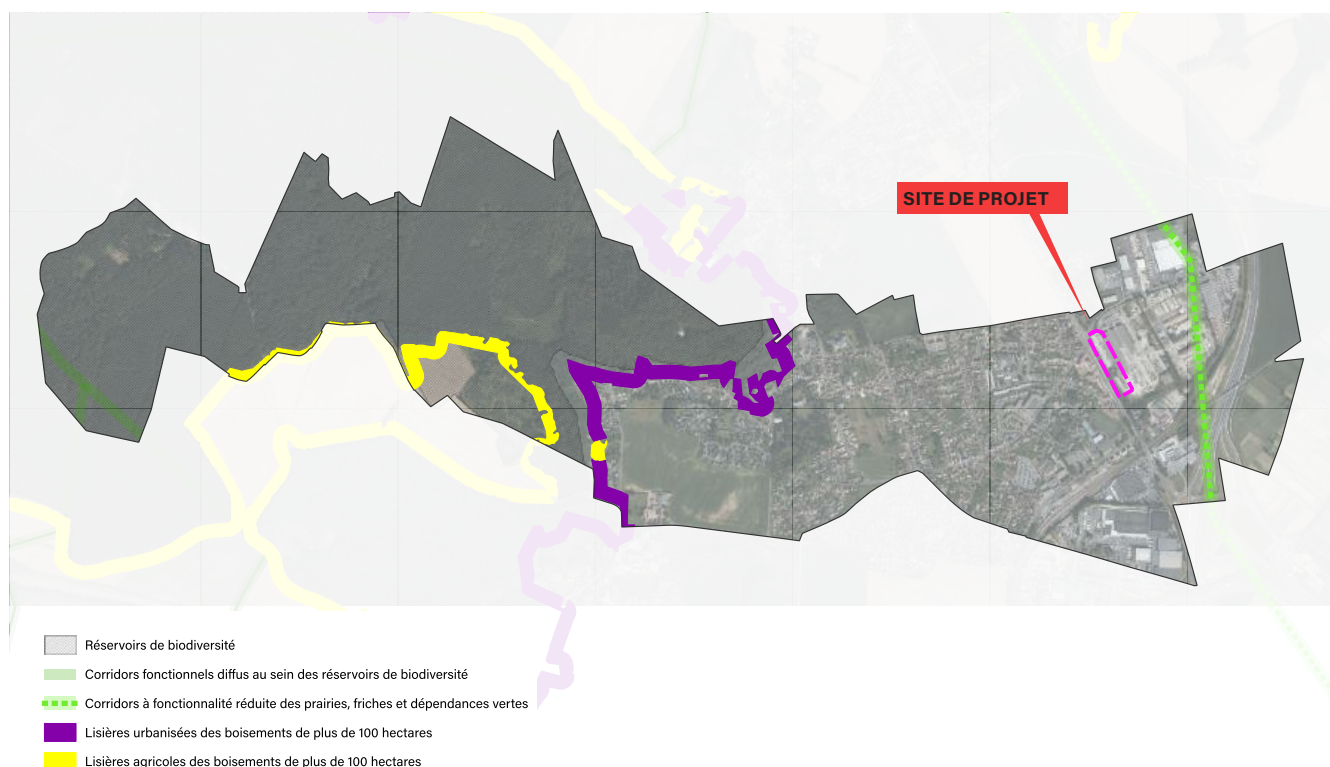 SITE DE PROJET
Réservoirs de biodiversité
Corridors fonctionnels diffus au sein des réservoirs de biodiversité
Corridors à fonctionnalité réduite des prairies, friches et dépendances vertes
Lisières urbanisées des boisements de plus de 100 hectares
Lisières agricoles des boisements de plus de 100 hectares